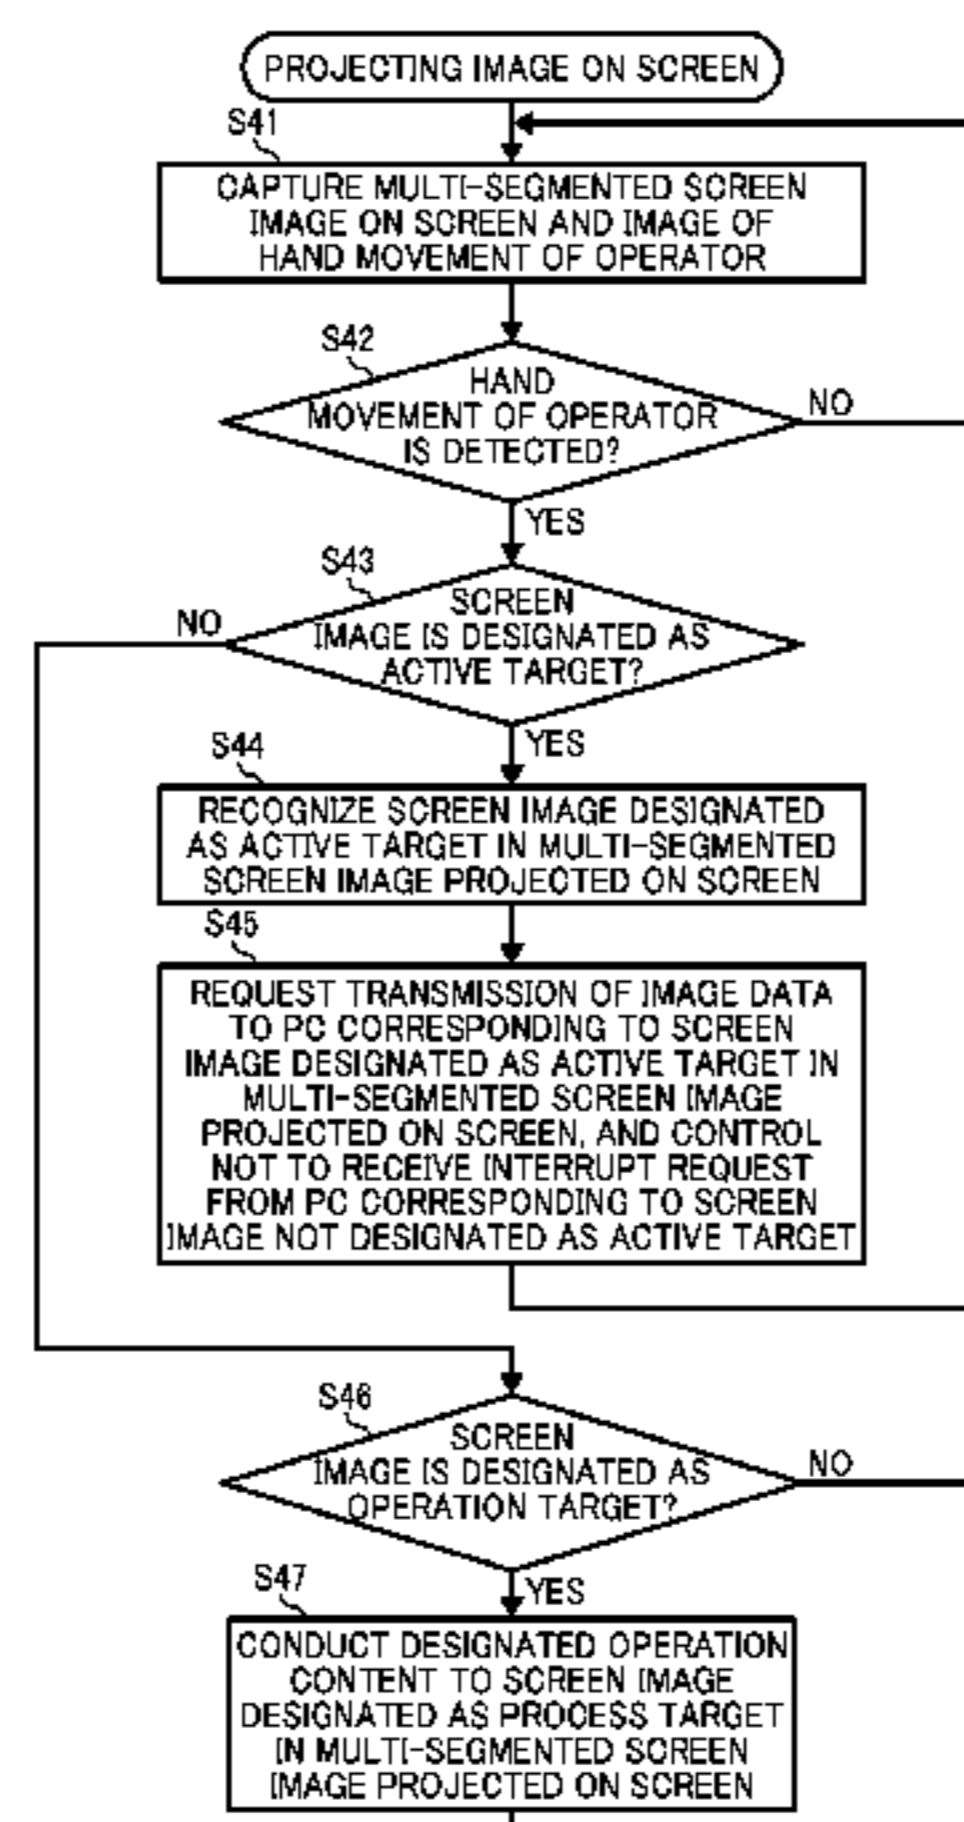 PROJECTING IMAGE ON SCREEN
S41
CAPTURE MULTI-SEGMENTED SCREEN
IMAGE ON SCREEN AND IMAGE OF
HAND MOVEMENT OF OPERATOR
S42
HAND
MOVEMENT OF OPERATOR
IS DETECTED?
NO
YES
S43
SCREEN
IMAGE IS DESIGNATED AS
ACTIVE TARGET?
NO
YES
S44
RECOGNIZE SCREEN IMAGE DESIGNATED
AS ACTIVE TARGET IN MULTI-SEGMENTED
SCREEN IMAGE PROJECTED ON SCREEN
S45
REQUEST TRANSMISSION OF IMAGE DATA
TO PC CORRESPONDING TO SCREEN
IMAGE DESIGNATED AS ACTIVE TARGET IN
MULTI-SEGMENTED SCREEN IMAGE
PROJECTED ON SCREEN, AND CONTROL
NOT TO RECEIVE INTERRUPT REQUEST
FROM PC CORRESPONDING TO SCREEN
IMAGE NOT DESIGNATED AS ACTIVE TARGET
S46
SCREEN
IMAGE IS DESIGNATED AS
OPERATION TARGET?
NO
YES
S47
CONDUCT DESIGNATED OPERATION
CONTENT TO SCREEN IMAGE
DESIGNATED AS PROCESS TARGET
IN MULTI-SEGMENTED SCREEN
IMAGE PROJECTED ON SCREEN